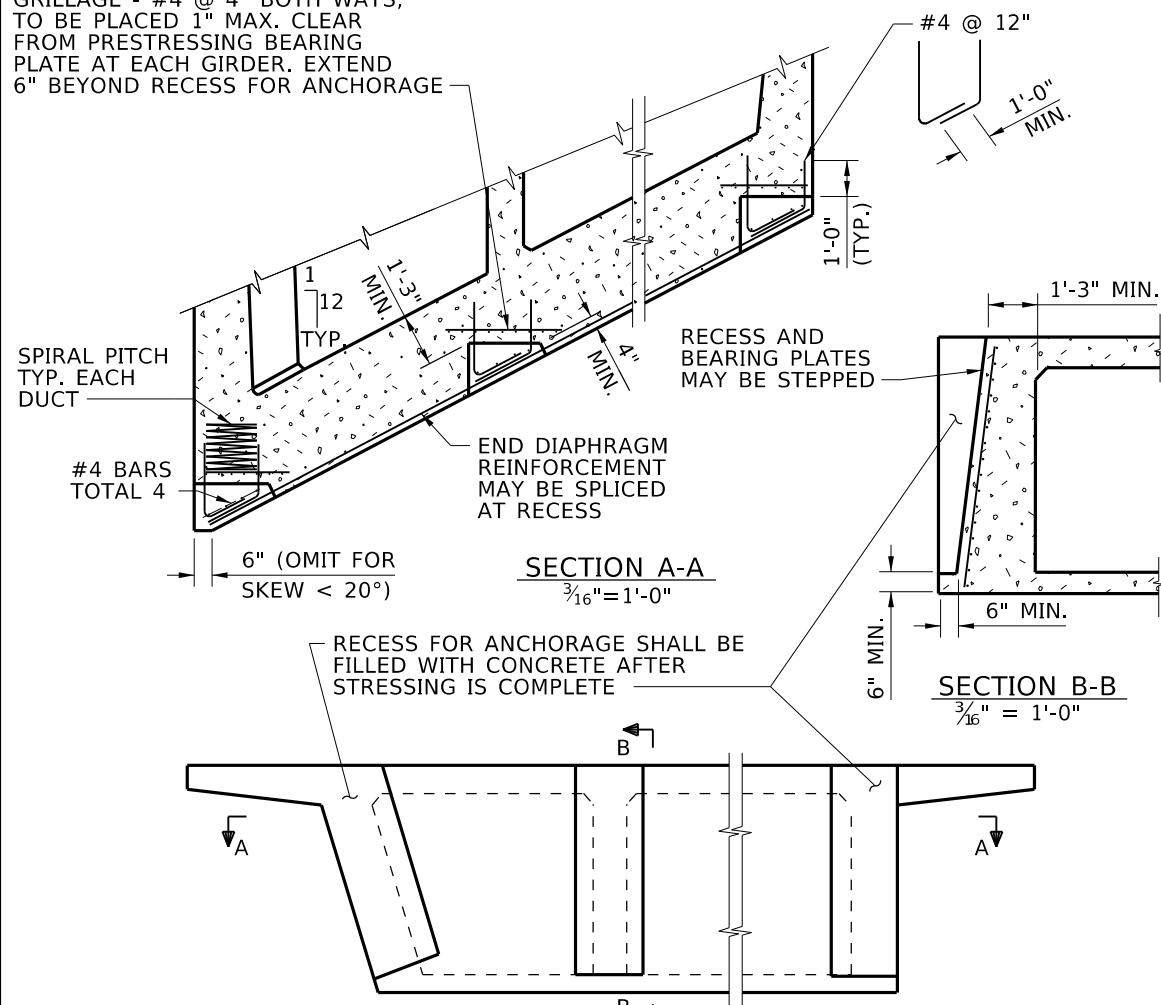 GRILLAGE - #4 @ 4" BOTH WAYS,
TO BE PLACED 1" MAX. CLEAR
FROM PRESTRESSING BEARING
PLATE AT EACH GIRDER. EXTEND
6" BEYOND RECESS FOR ANCHORAGE
#4 @ 12"
1'-0"
MIN.
1'-0"
(TYP.)
1'-3"
MIN.
1
12
TYP.
4"
MIN.
SPIRAL PITCH
TYP. EACH
DUCT
#4 BARS
TOTAL 4
END DIAPHRAGM
REINFORCEMENT
MAY BE SPLICED
AT RECESS
RECESS AND
BEARING PLATES
MAY BE STEPPED
1'-3" MIN.
6" (OMIT FOR
SKEW < 20°)
SECTION A-A
3/16"=1'-0"
6" MIN.
6" MIN.
SECTION B-B
3/16" = 1'-0"
RECESS FOR ANCHORAGE SHALL BE
FILLED WITH CONCRETE AFTER
STRESSING IS COMPLETE
B
A
A
B